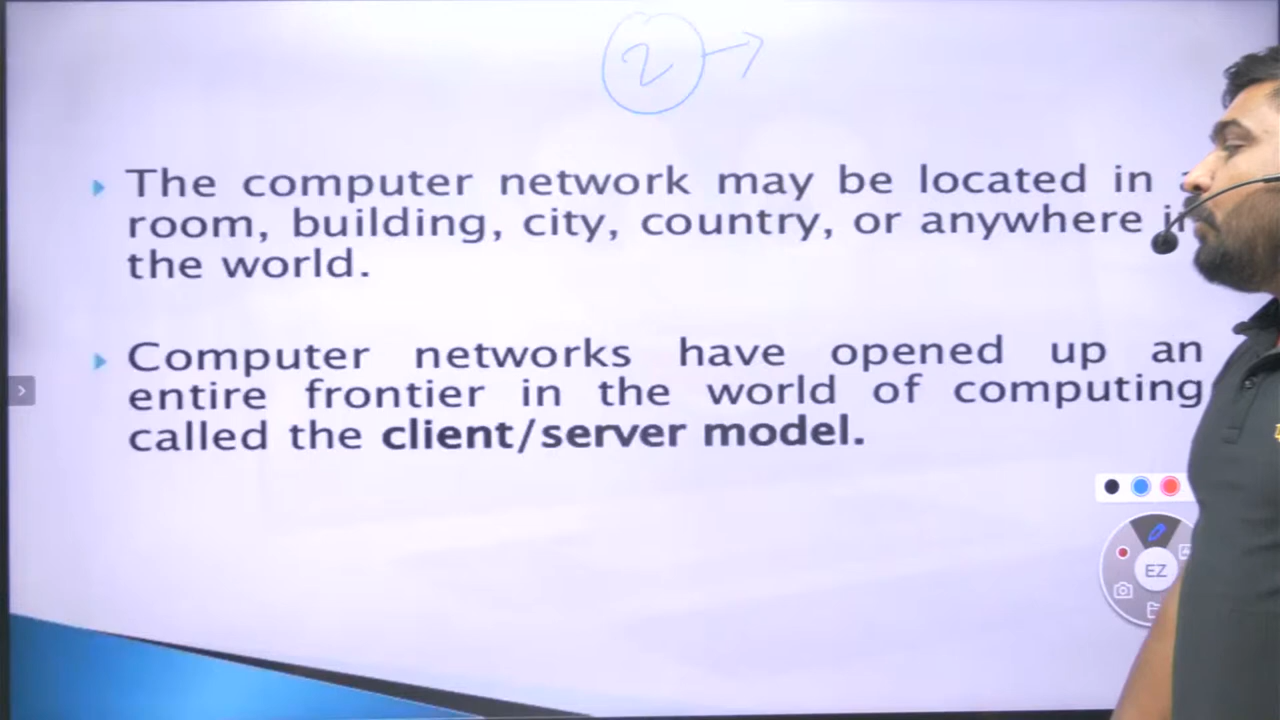 2
The computer network may be located in
room, building, city, country, or anywhere in
the world.
Computer networks have opened up an
entire frontier in the world of computing
called the client/server model.
EZ